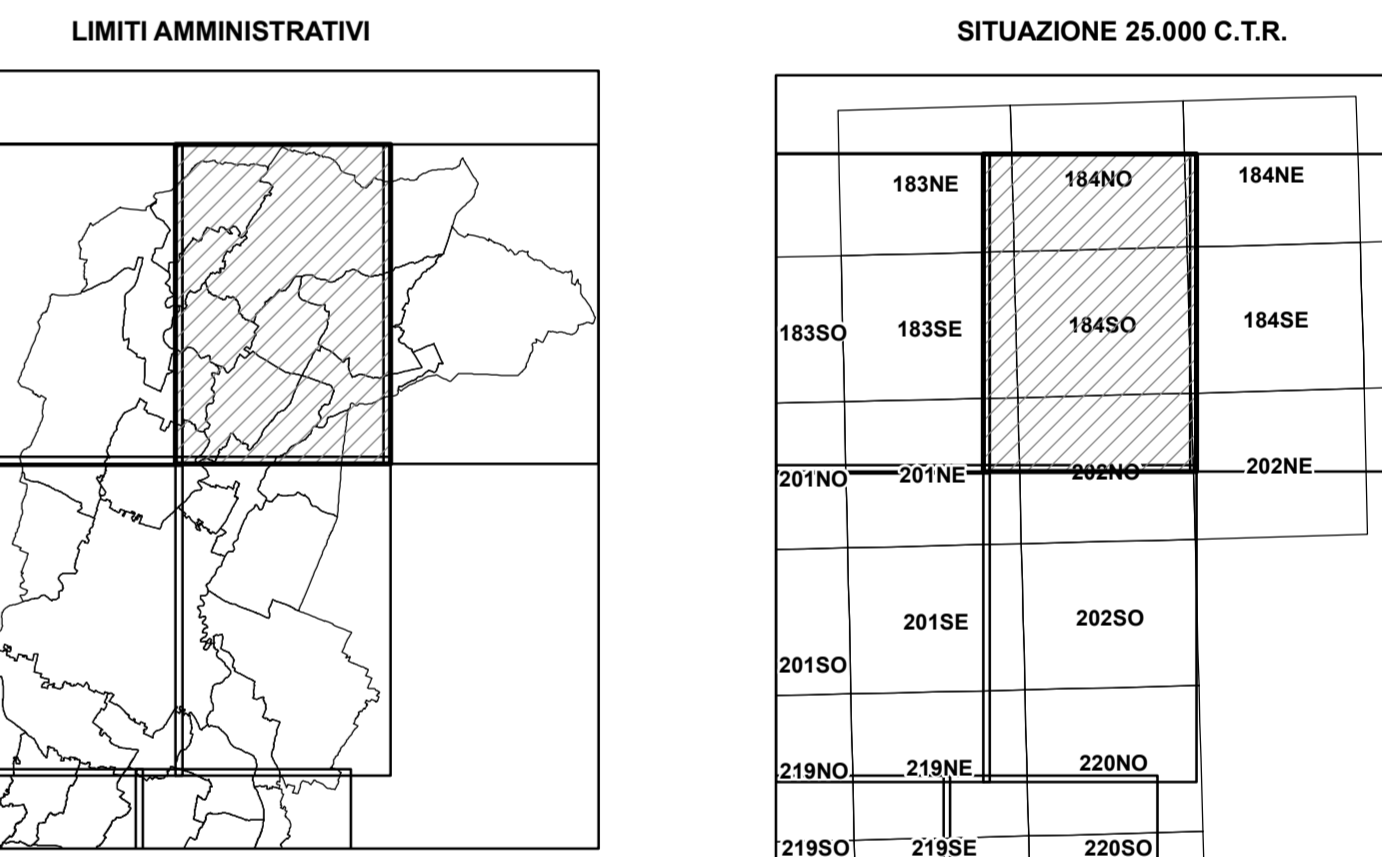 LIMITI AMMINISTRATIVI
SITUAZIONE 25.000 C.T.R.
183NE
184NO
184NE
183SO
183SE
184SO
184SE
201NO
201NE
202NO
202NE
201SO
201SE
202SO
219NO
219NE
220NO
219SO
219SE
220SO